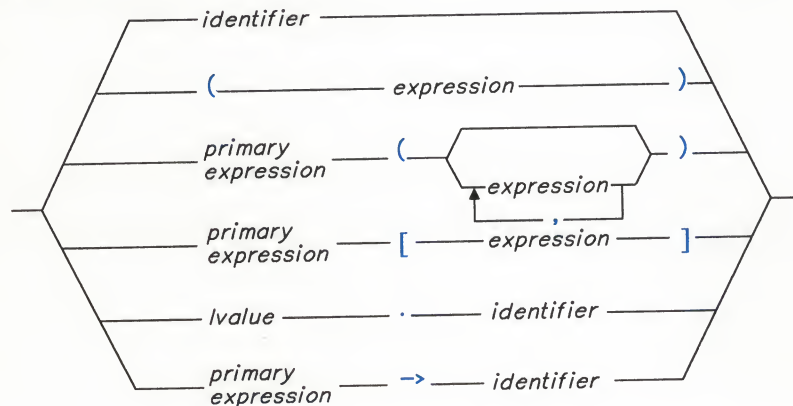 identifier
( expression )
primary
expression ( expression )
,
primary
expression [ expression ]
lvalue . identifier
primary
expression -> identifier